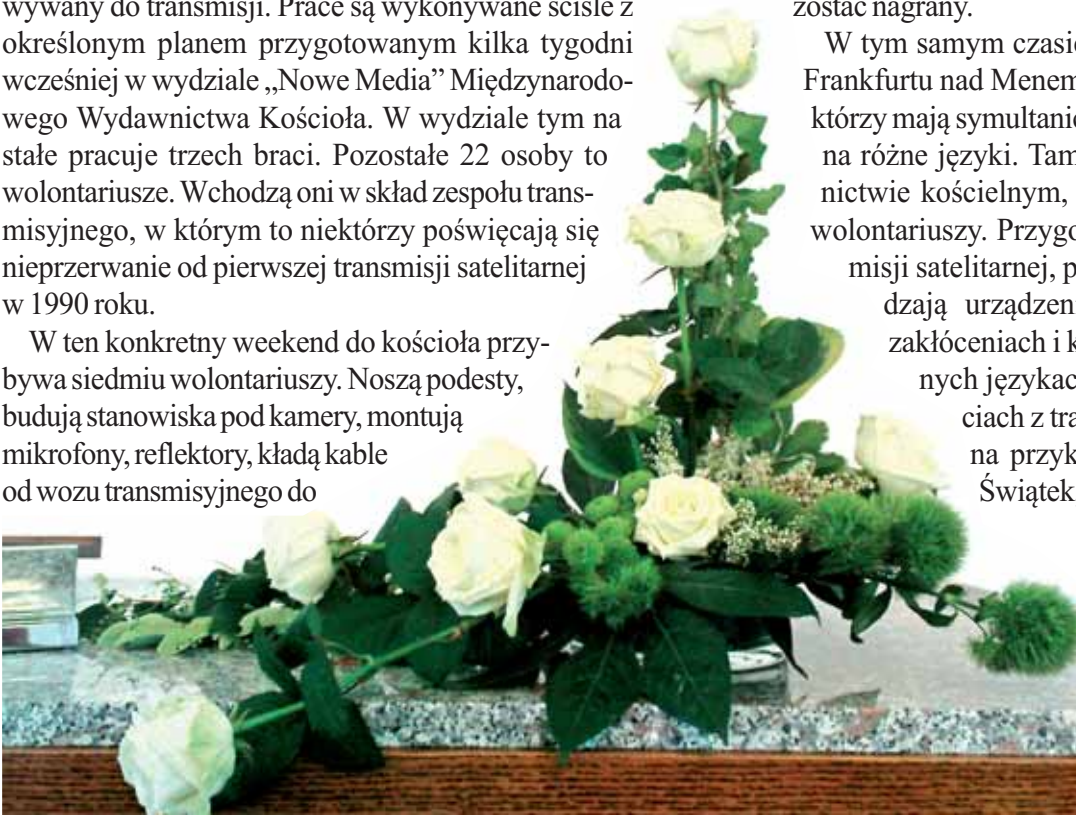 wywany do transmisji. Prace są wykonywane ściśle z
określonym planem przygotowanym kilka tygodni
wcześniej w wydziale „Nowe Media” Międzynarodo-
wego Wydawnictwa Kościoła. W wydziale tym na
stałe pracuje trzech braci. Pozostałe 22 osoby to
wolontariusze. Wchodzą oni w skład zespołu trans-
misyjnego, w którym to niektórzy poświęcają się
nieprzerwanie od pierwszej transmisji satelitarnej
w 1990 roku.
W ten konkretny weekend do kościoła przy-
bywa siedmiu wolontariuszy. Noszą podesty,
budują stanowiska pod kamery, montują
mikrofony, reflektory, kładą kable
od wozu transmisyjnego do
zostać nagrany.
W tym samym czasie
Frankfurtu nad Menem
którzy mają symultanic
na różne języki. Tam
nictwie kościelnym,
wolontariuszy. Przygo
misji satelitarnej, p
dzają urządzeni
zakłóceniach i k
nych językac
ciach z tra
na przyk
Świątek